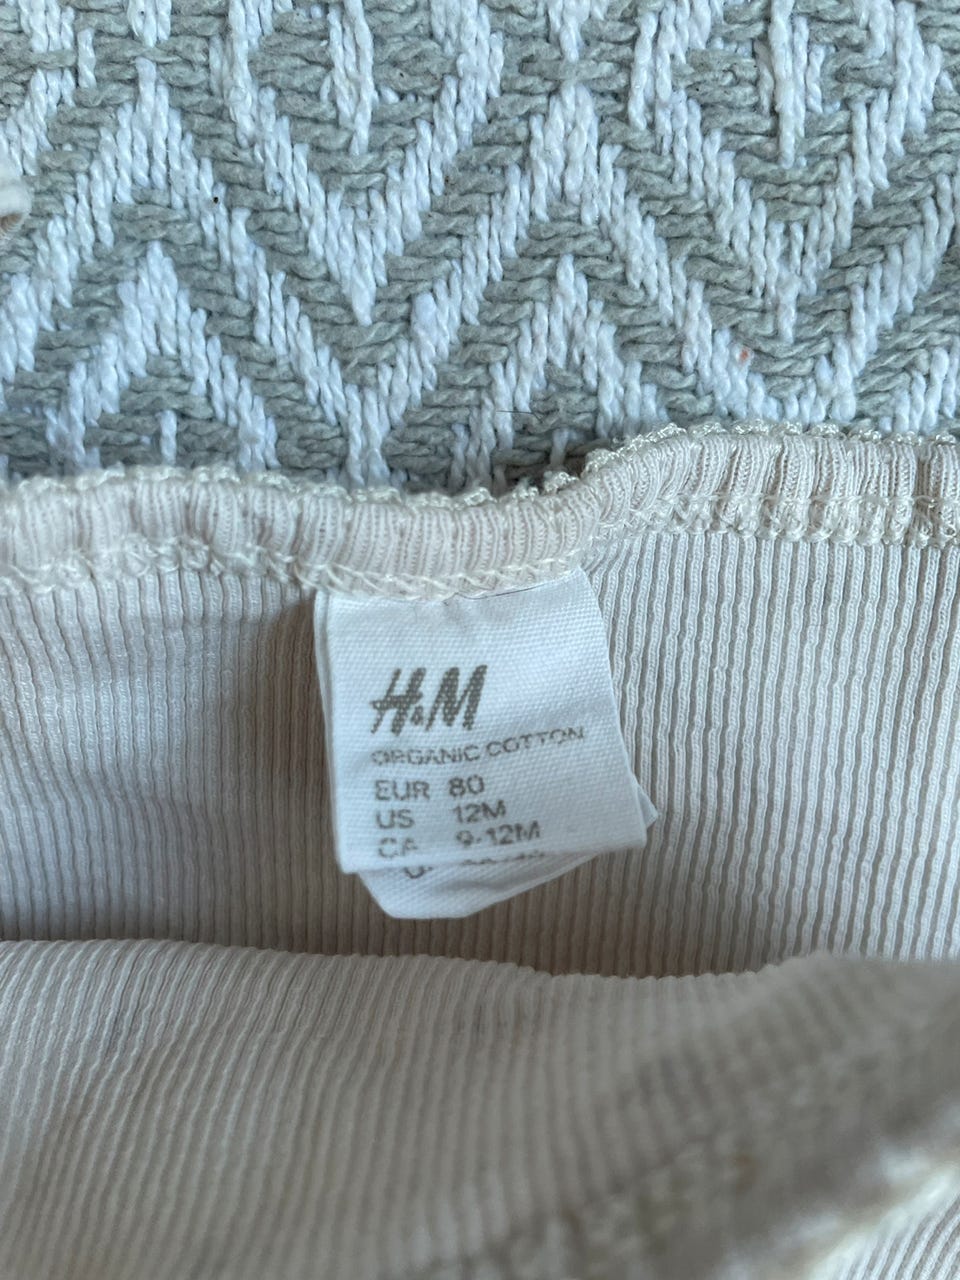 H&M
ORGANIC COTTON
EUR 80
US 12M
CA 9-12M